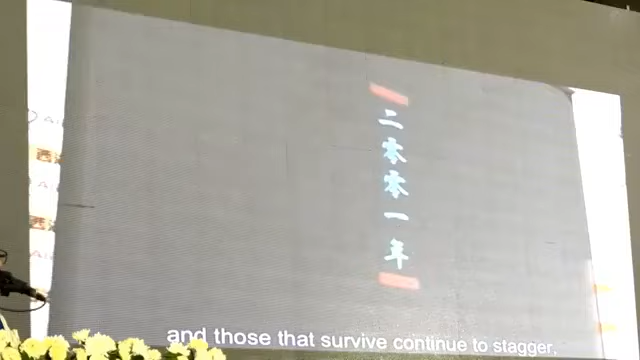 二零零一年
and those that survive continue to stagger,